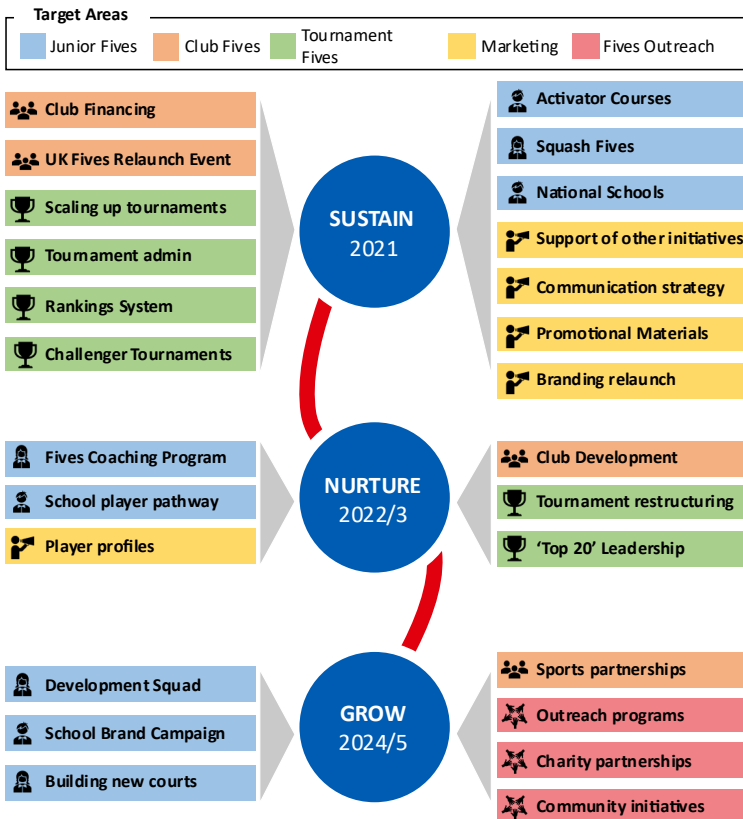 Target Areas
Junior Fives
Club Fives
Tournament
Fives
Marketing
Fives Outreach
Club Financing
UK Fives Relaunch Event
Scaling up tournaments
Tournament admin
Rankings System
Challenger Tournaments
SUSTAIN
2021
Activator Courses
Squash Fives
National Schools
Support of other initiatives
Communication strategy
Promotional Materials
Branding relaunch
Fives Coaching Program
School player pathway
Player profiles
NURTURE
2022/3
Club Development
Tournament restructuring
‘Top 20’ Leadership
Development Squad
School Brand Campaign
Building new courts
GROW
2024/5
Sports partnerships
Outreach programs
Charity partnerships
Community initiatives